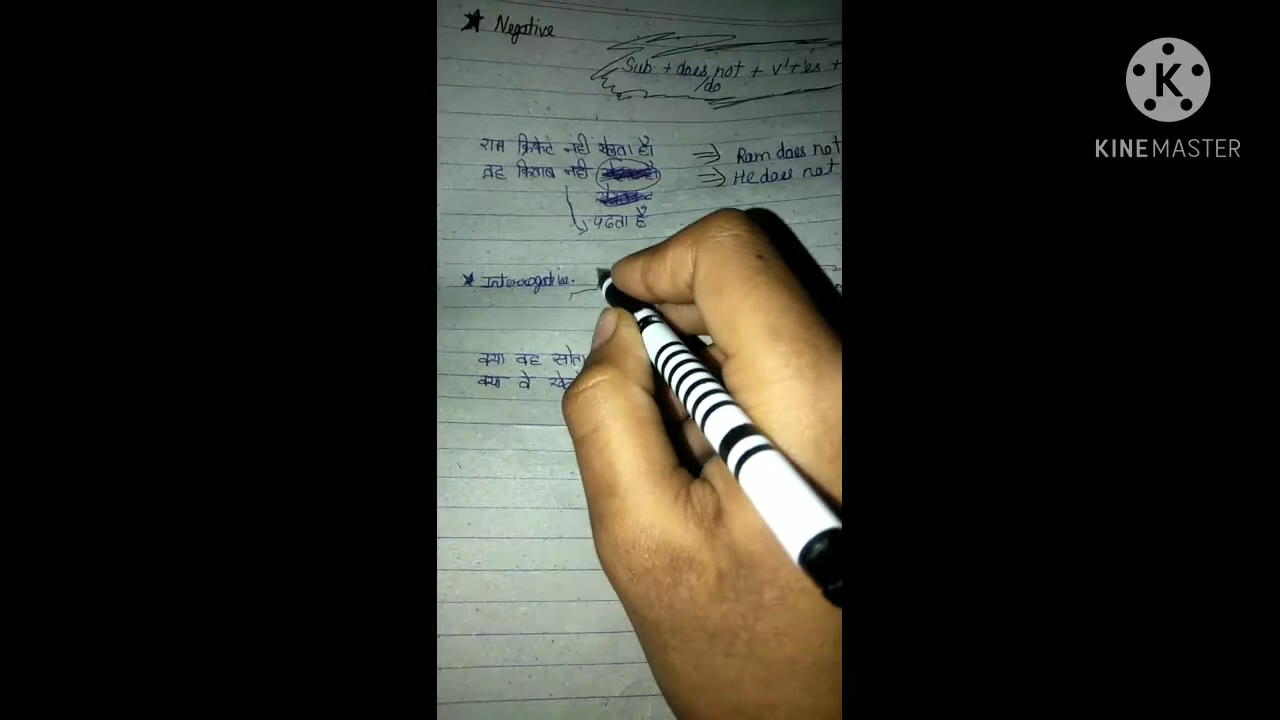 ★ Negative
Sub + does not + V¹+es +
/do
राम क्रिकेट नही खेलता है। ⇒ Ram does not
वह किताब नही ⇒ He does not
पढता है
★ Interrogative.
क्या वह सोता
क्या वे खेल
K
KINEMASTER